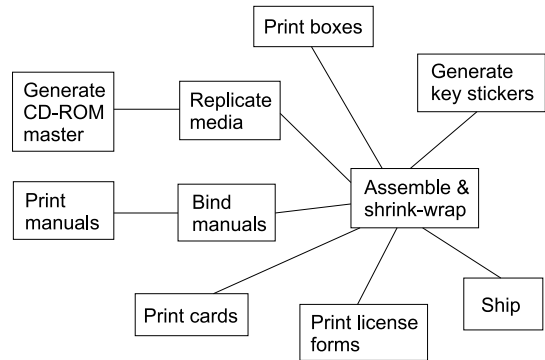 Print boxes
Generate
key stickers
Generate
CD-ROM
master
Replicate
media
Assemble &
shrink-wrap
Print
manuals
Bind
manuals
Print cards
Print license
forms
Ship